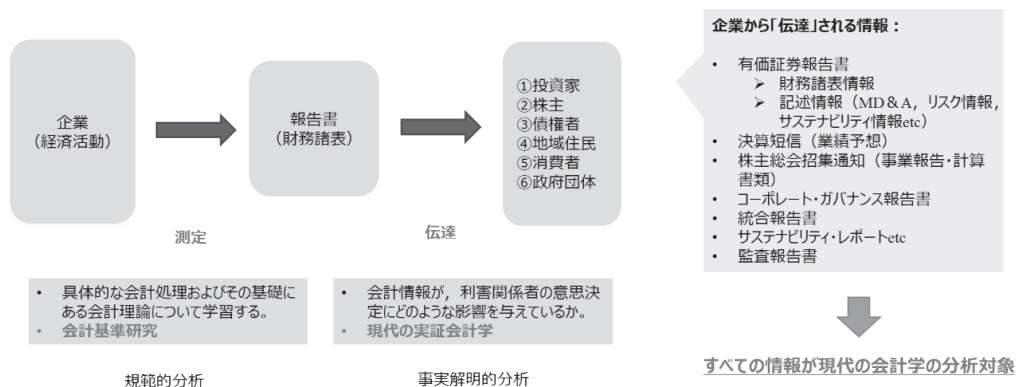 企業
（経済活動）
報告書
（財務諸表）
①投資家
②株主
③債権者
④地域住民
⑤消費者
⑥政府団体
測定
伝達
• 具体的な会計処理およびその基礎に
ある会計理論について学習する。
• 会計基準研究
規範的分析
• 会計情報が，利害関係者の意思決
定にどのような影響を与えているか。
• 現代の実証会計学
事実解明的分析
企業から「伝達」される情報：
• 有価証券報告書
➢ 財務諸表情報
➢ 記述情報（MD＆A，リスク情報，
サステナビリティ情報etc）
• 決算短信（業績予想）
• 株主総会招集通知（事業報告・計算
書類）
• コーポレート・ガバナンス報告書
• 統合報告書
• サステナビリティ・レポートetc
• 監査報告書
すべての情報が現代の会計学の分析対象